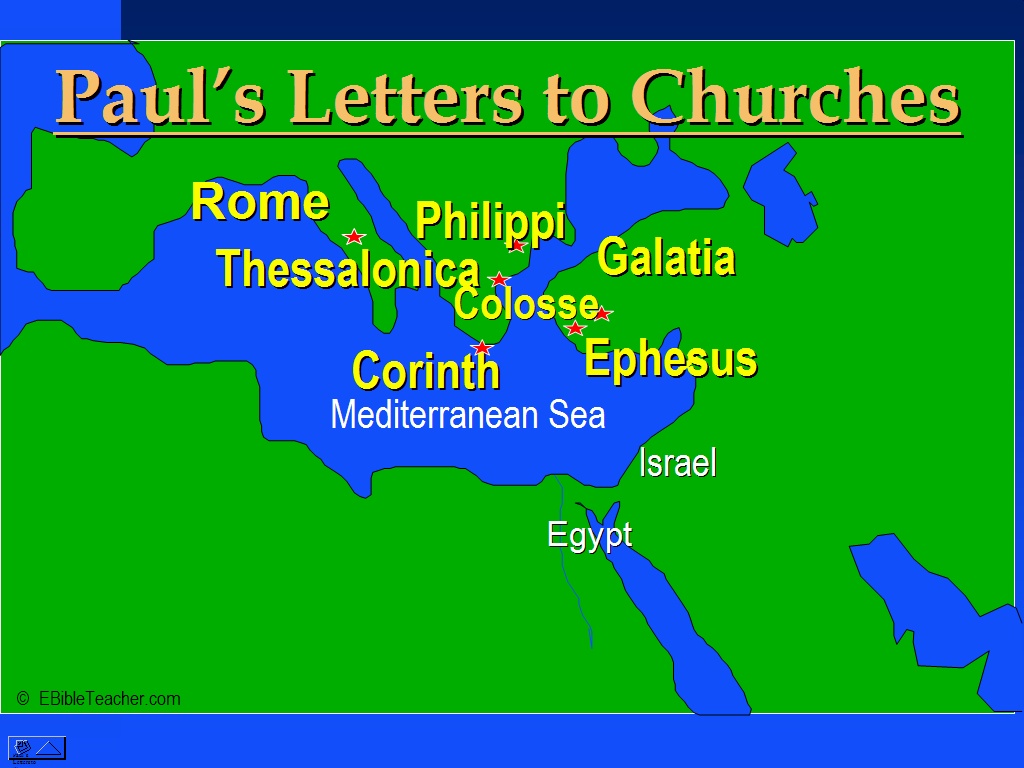 Paul’s Letters to Churches
Rome
Philippi
Thessalonica
Galatia
Colosse
Corinth
Ephesus
Mediterranean Sea
Israel
Egypt
© EBibleTeacher.com